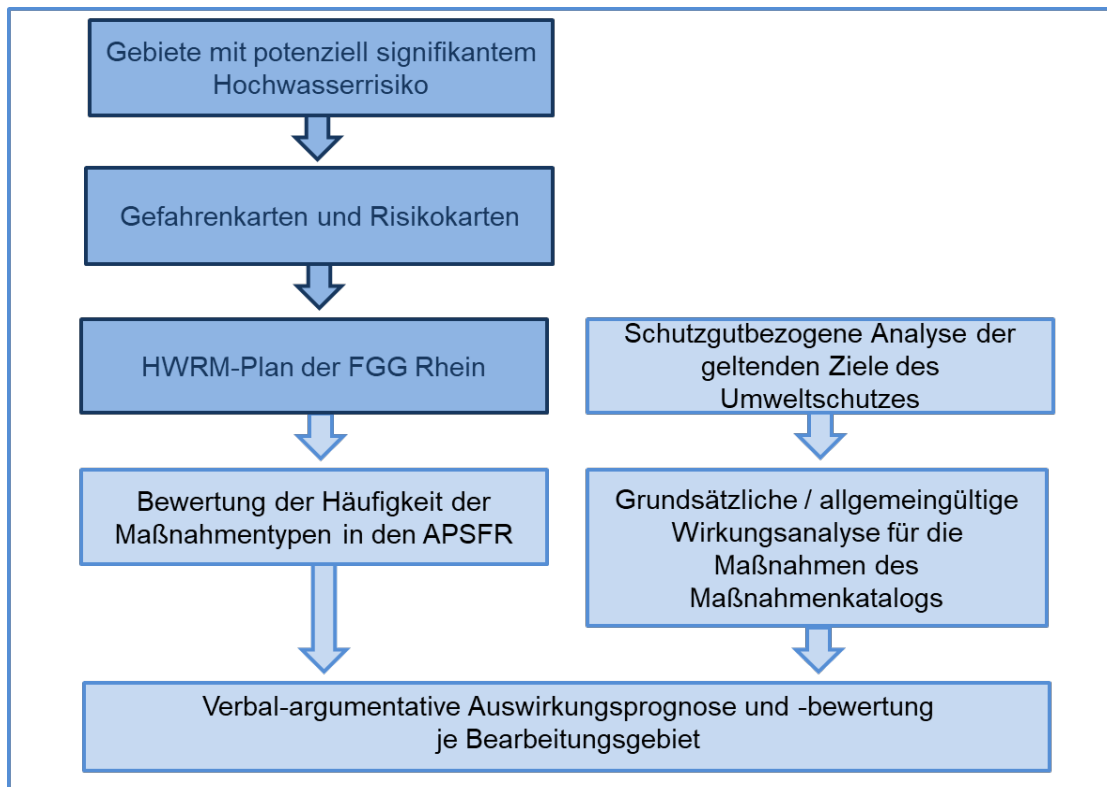 Gebiete mit potenziell signifikantem
Hochwasserrisiko
Gefahrenkarten und Risikokarten
HWRM-Plan der FGG Rhein
Schutzgutbezogene Analyse der
geltenden Ziele des
Umweltschutzes
Bewertung der Häufigkeit der
Maßnahmentypen in den APSFR
Grundsätzliche / allgemeingültige
Wirkungsanalyse für die
Maßnahmen des
Maßnahmenkatalogs
Verbal-argumentative Auswirkungsprognose und -bewertung
je Bearbeitungsgebiet